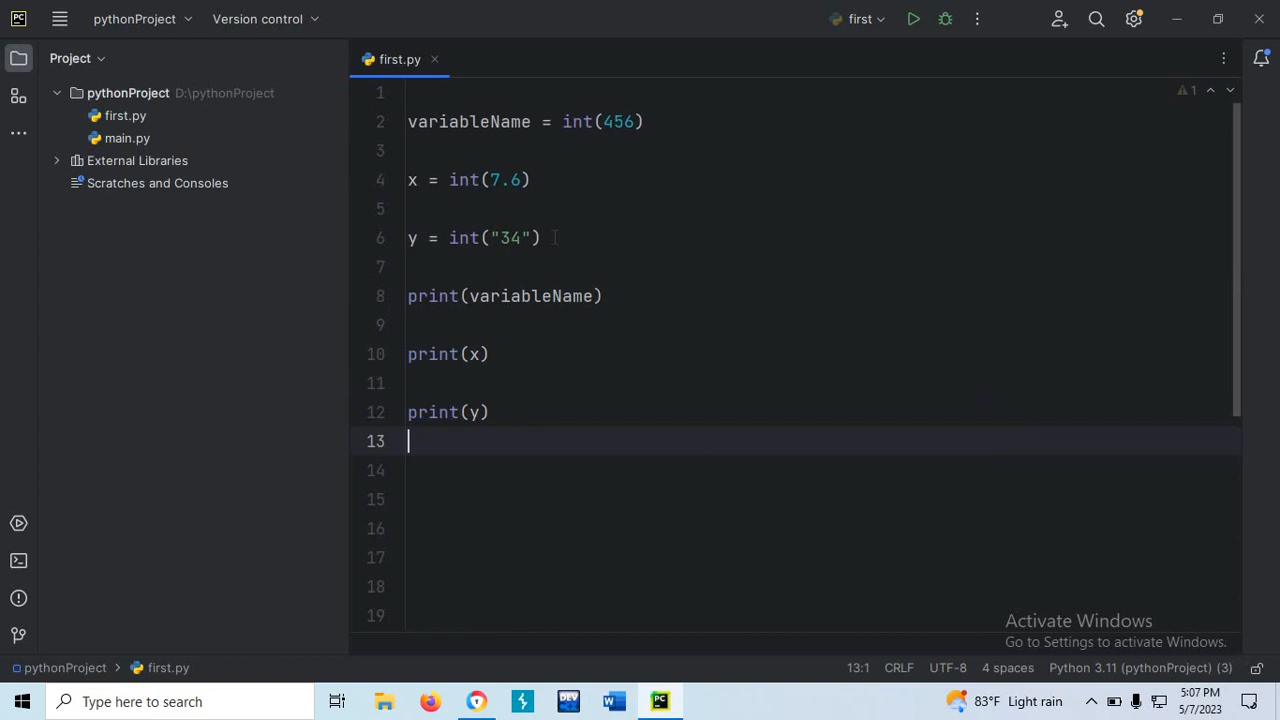 PC pythonProject Version control first
Project
first.py
pythonProject D:\pythonProject
first.py
main.py
External Libraries
Scratches and Consoles
1
1
2 variableName = int(456)
3
4 x = int(7.6)
5
6 y = int("34")
7
8 print(variableName)
9
10 print(x)
11
12 print(y)
13
14
15
16
17
18
19
Activate Windows
Go to Settings to activate Windows.
pythonProject > first.py 13:1 CRLF UTF-8 4 spaces Python 3.11 (pythonProject) (3)
Type here to search DEV W PC 83°F Light rain 5:07 PM
5/7/2023